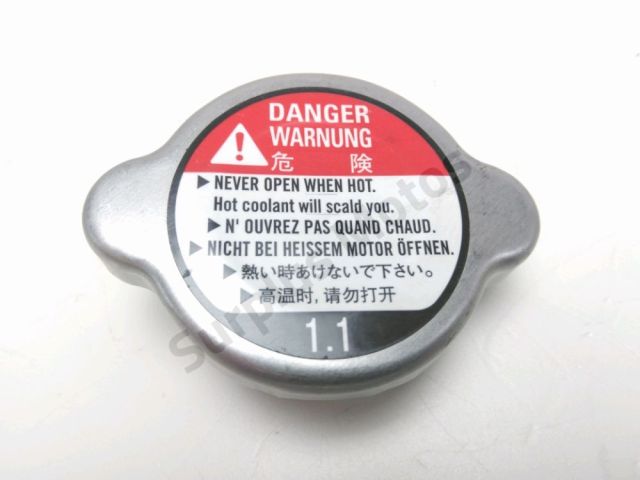 DANGER
WARNUNG
危 険
▶ NEVER OPEN WHEN HOT.
Hot coolant will scald you.
▶ N' OUVREZ PAS QUAND CHAUD.
▶ NICHT BEI HEISSEM MOTOR ÖFFNEN.
▶ 熱い時あけないで下さい。
▶ 高温时, 请勿打开
1.1
Surplus Motos